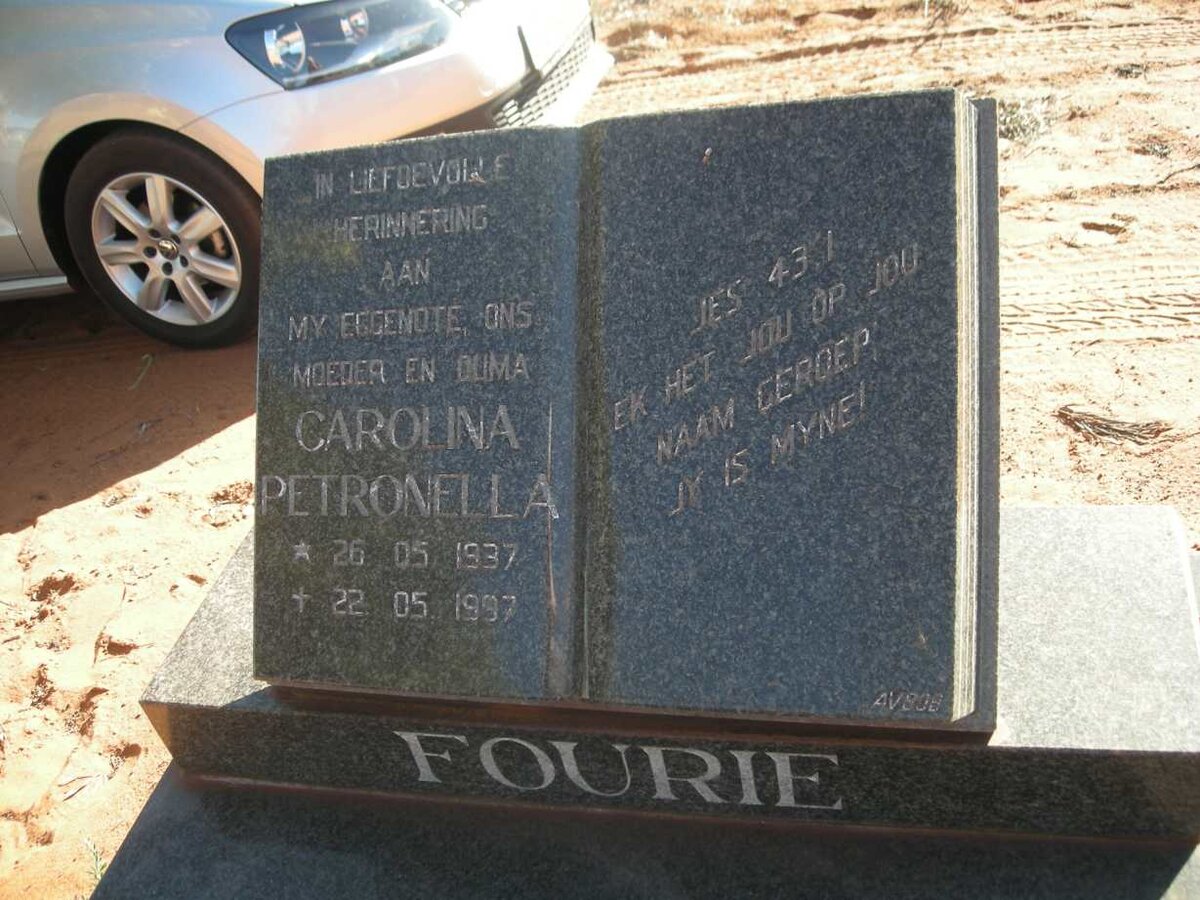 IN LIEFDEVOLLE
HERINNERING
AAN
MY EGGENOTE, ONS
MOEDER EN OUMA
CAROLINA
PETRONELLA
* 26 05 1937
† 22 05 1997
JES 43:1
EK HET JOU OP JOU
NAAM GEROEP,
JY IS MYNE!
AVBOB
FOURIE